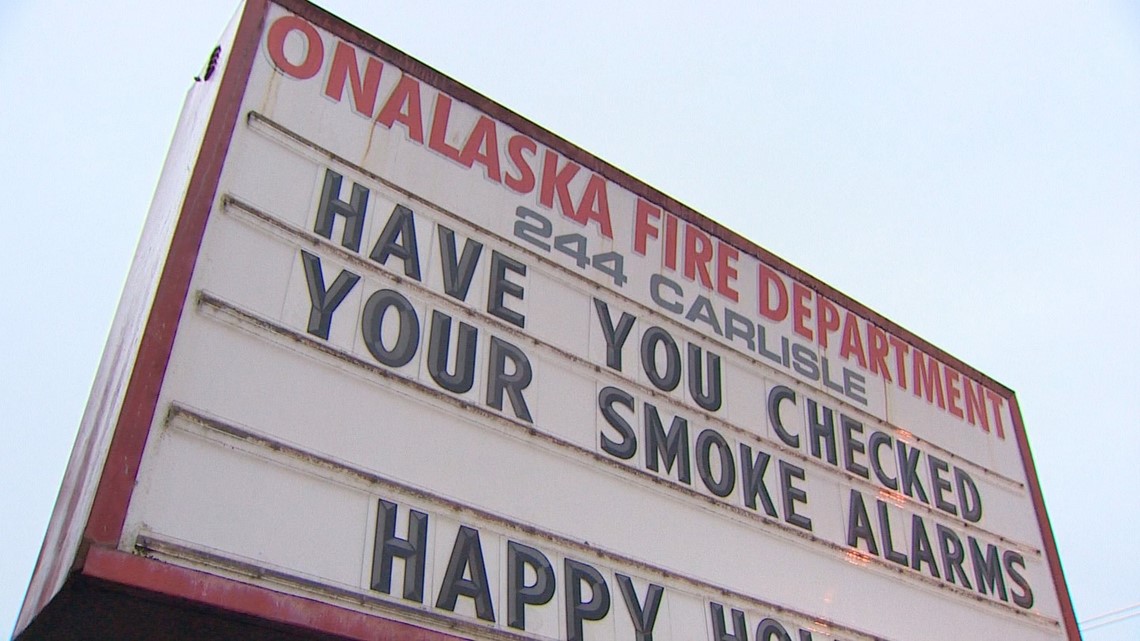 ONALASKA FIRE DEPARTMENT
244 CARLISLE
HAVE YOU CHECKED
YOUR SMOKE ALARMS
HAPPY